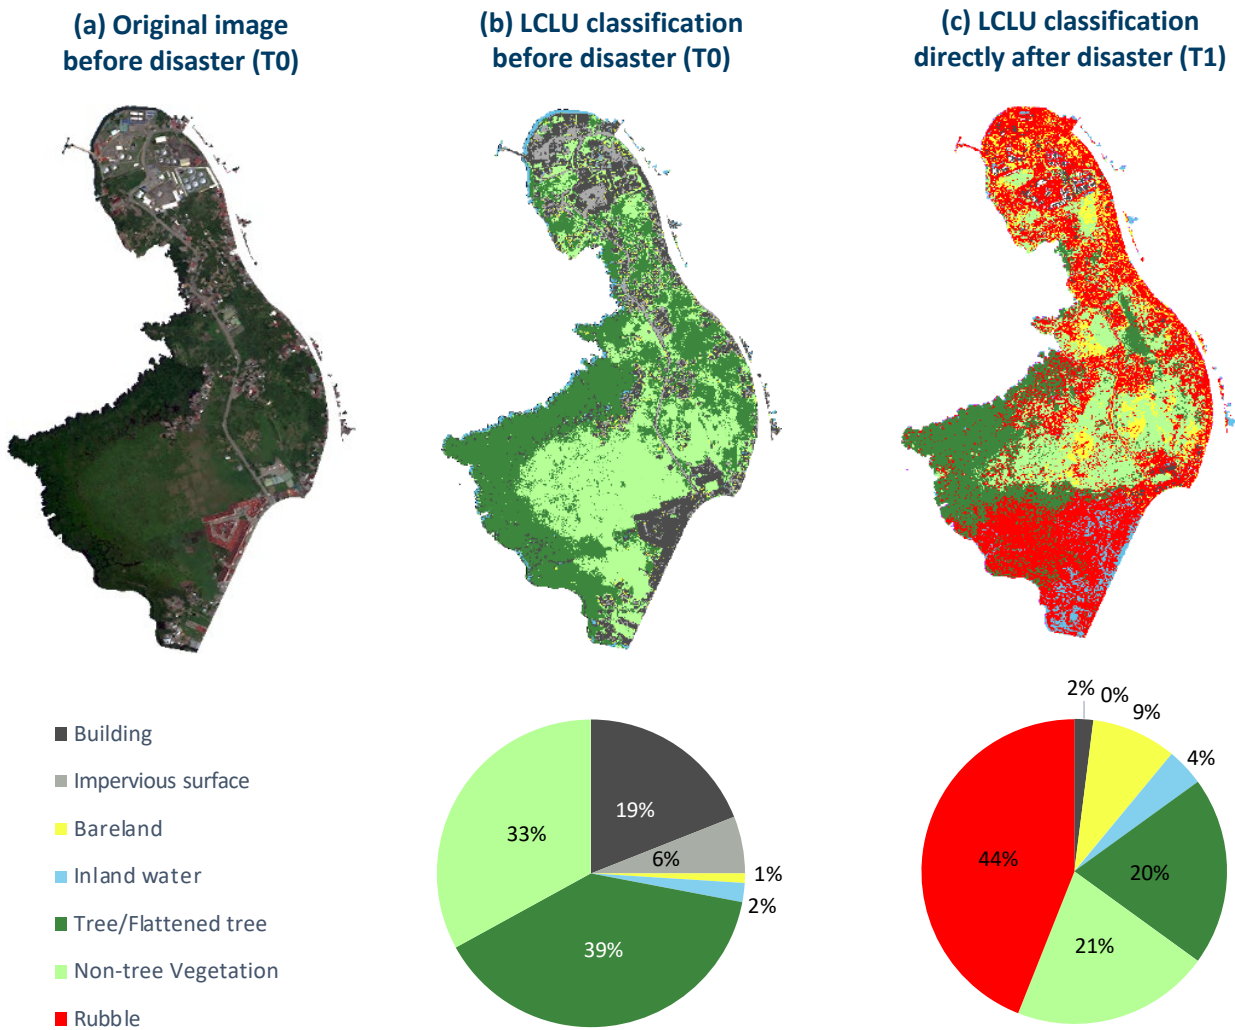 (a) Original image
before disaster (T0)
(b) LCLU classification
before disaster (T0)
(c) LCLU classification
directly after disaster (T1)
Building
Impervious surface
Bareland
Inland water
Tree/Flattened tree
Non-tree Vegetation
Rubble
19%
6%
1%
2%
39%
33%
2%
0%
9%
4%
20%
21%
44%